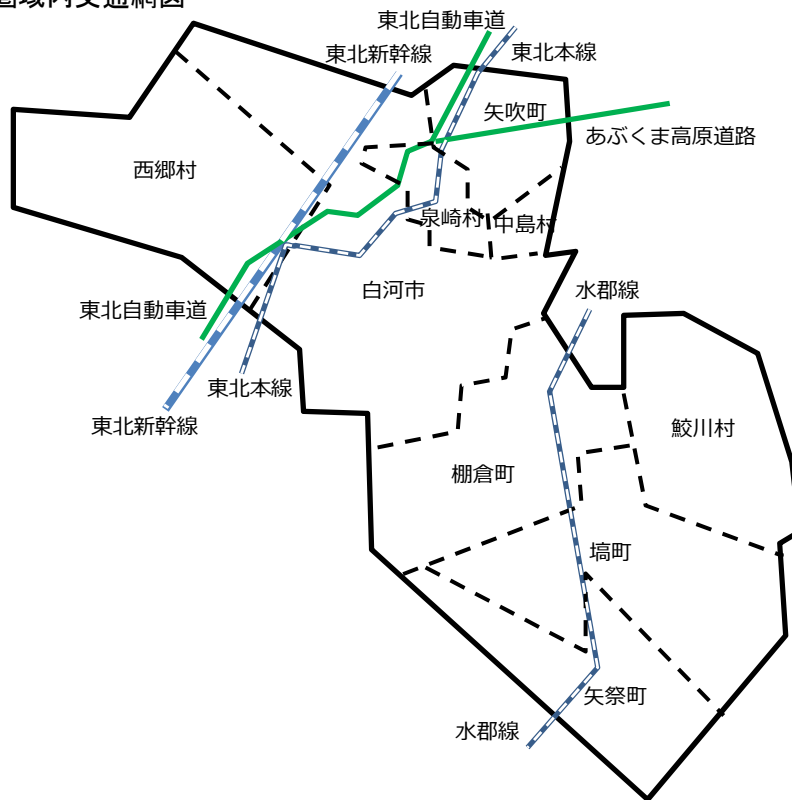 圏域内交通網図
東北自動車道
東北新幹線
東北本線
矢吹町
あぶくま高原道路
西郷村
泉崎村
中島村
白河市
水郡線
東北自動車道
東北本線
東北新幹線
鮫川村
棚倉町
塙町
矢祭町
水郡線